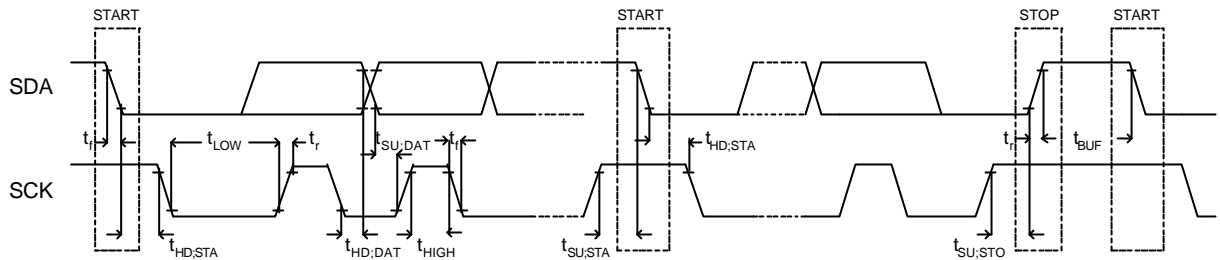 START START STOP START
SDA
t_f t_LOW t_r t_SU;DAT t_f t_HD;STA t_r t_BUF
SCK
t_HD;STA t_HD;DAT t_HIGH t_SU;STA t_SU;STO